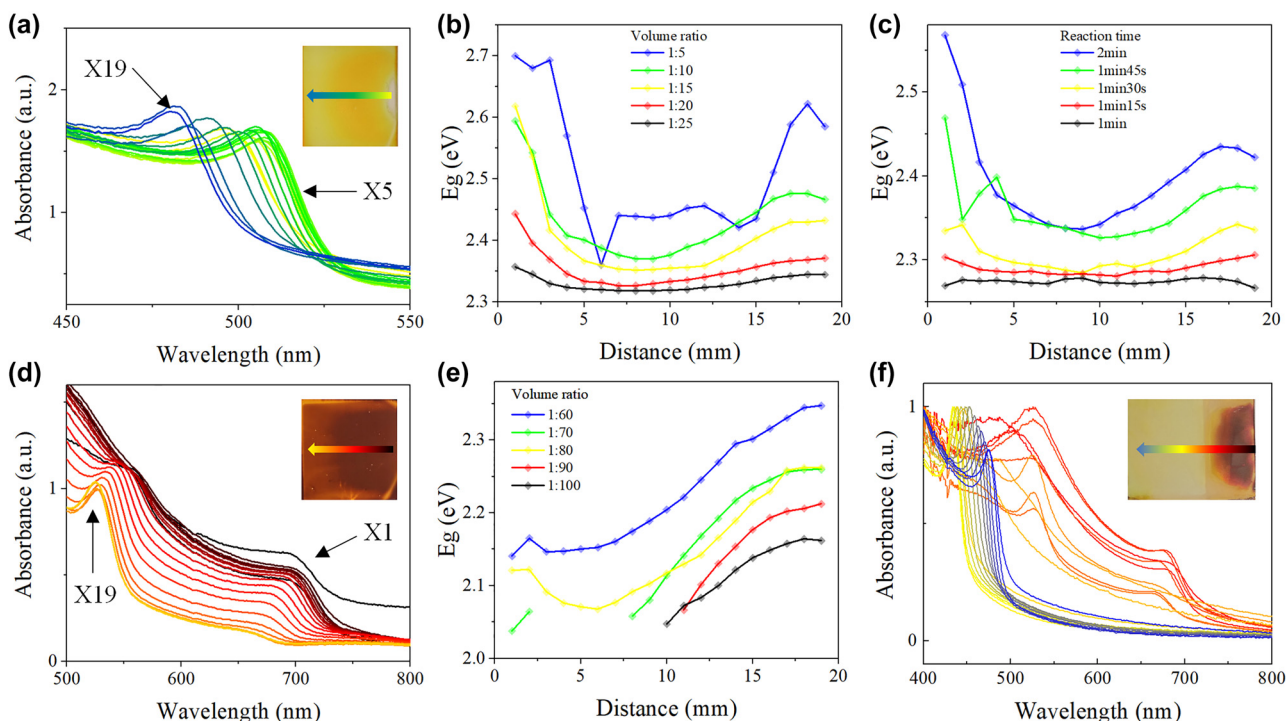 (a)
X19
X5
2
1
Absorbance (a.u.)
450
500
550
Wavelength (nm)
(b)
Volume ratio
1:5
1:10
1:15
1:20
1:25
2.7
2.6
2.5
2.4
2.3
Eg (eV)
0
5
10
15
20
Distance (mm)
(c)
Reaction time
2min
1min45s
1min30s
1min15s
1min
2.5
2.4
2.3
Eg (eV)
0
5
10
15
20
Distance (mm)
(d)
X1
X19
1
0
Absorbance (a.u.)
500
600
700
800
Wavelength (nm)
(e)
Volume ratio
1:60
1:70
1:80
1:90
1:100
2.3
2.2
2.1
2.0
Eg (eV)
0
5
10
15
20
Distance (mm)
(f)
1
0
Absorbance (a.u.)
400
500
600
700
800
Wavelength (nm)